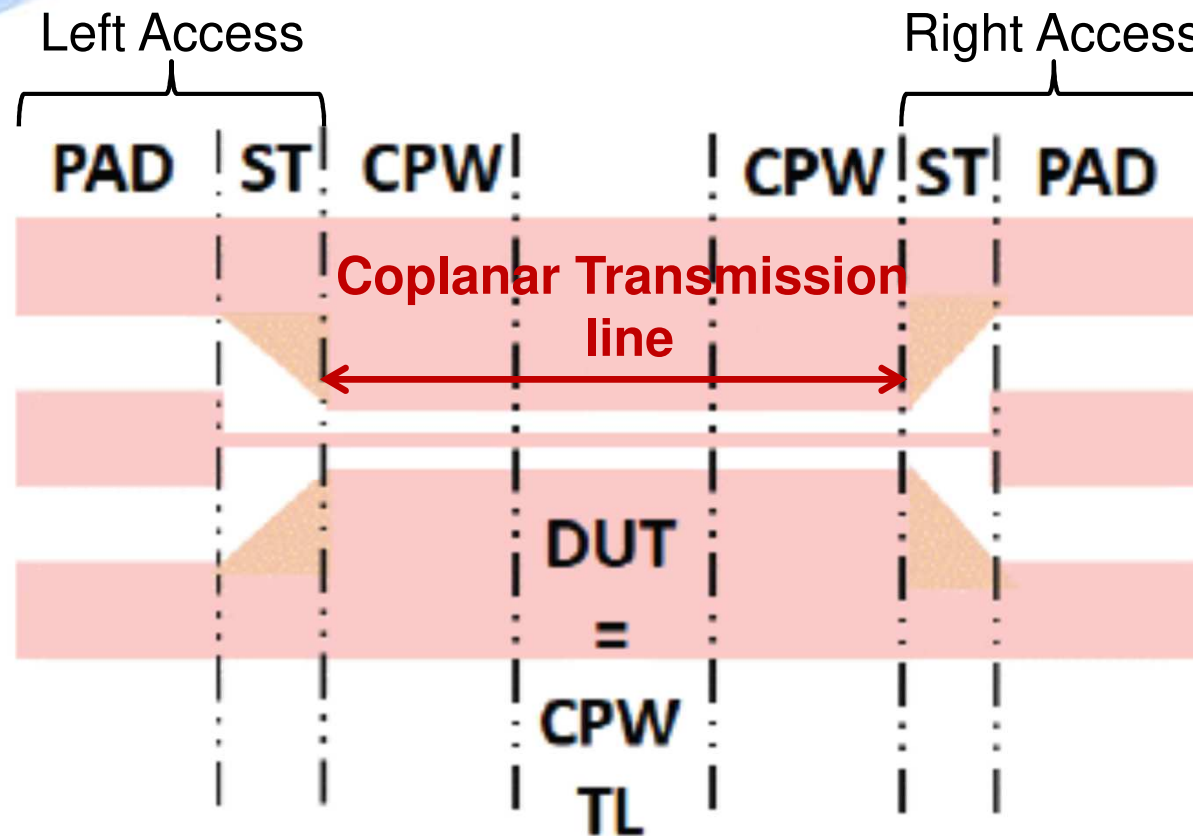 Left Access
Right Access
PAD ST CPW CPW ST PAD
Coplanar Transmission
line
DUT
=
CPW
TL